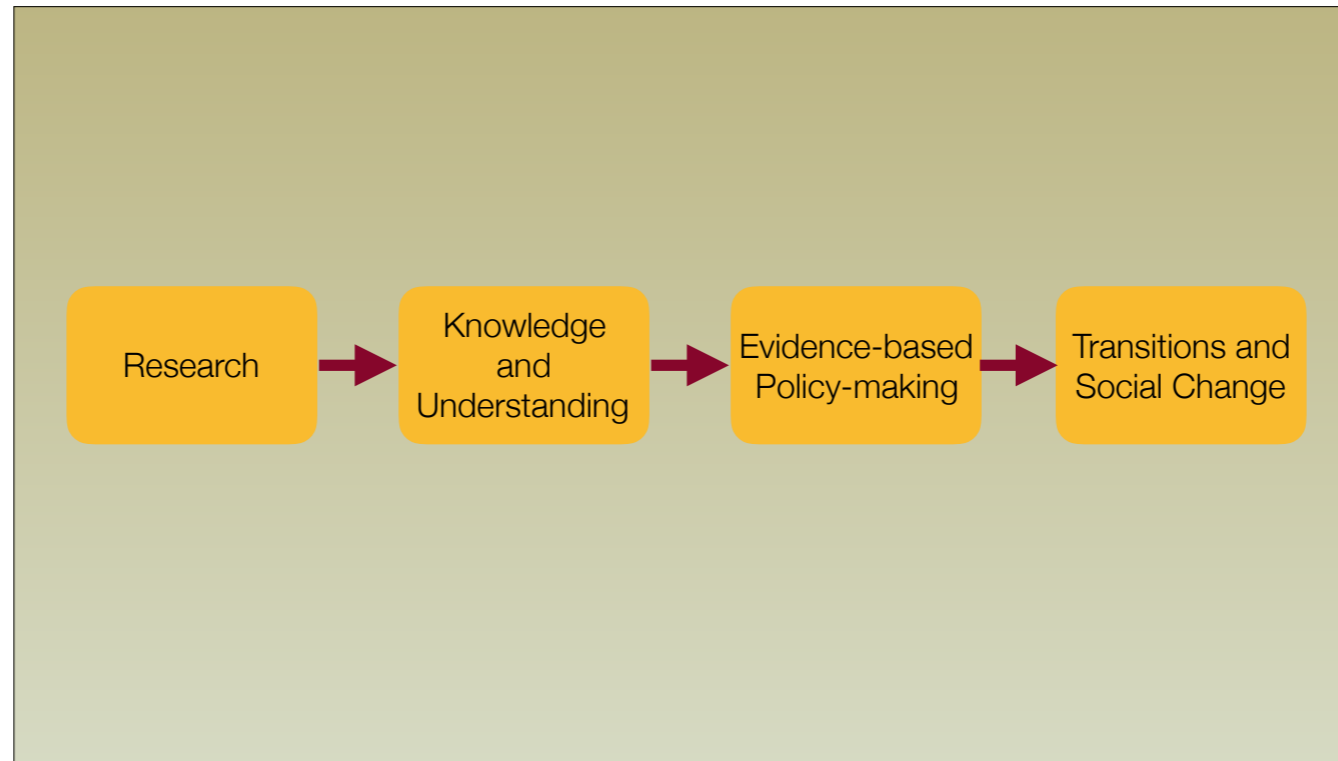 Research
Knowledge
and
Understanding
Evidence-based
Policy-making
Transitions and
Social Change